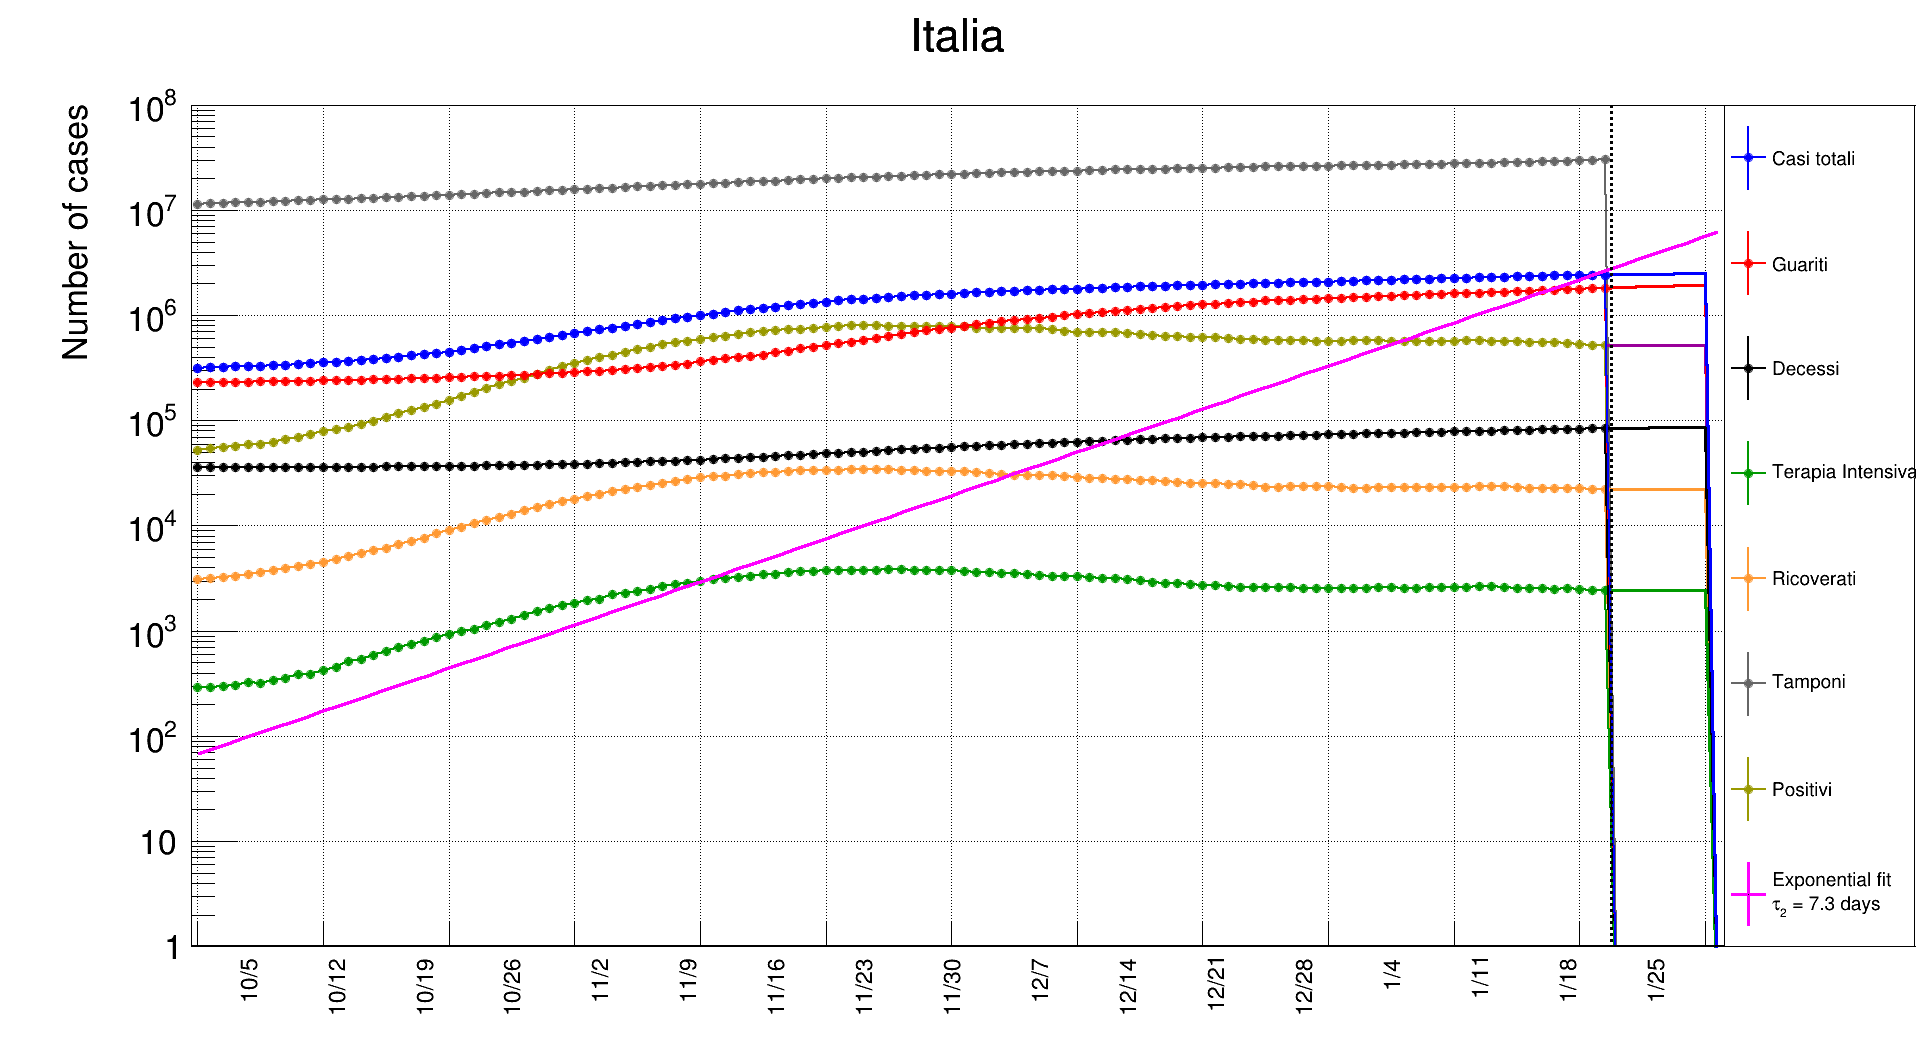 Italia
Number of cases
10^8
10^7
10^6
10^5
10^4
10^3
10^2
10
1
10/5
10/12
10/19
10/26
11/2
11/9
11/16
11/23
11/30
12/7
12/14
12/21
12/28
1/4
1/11
1/18
1/25
Casi totali
Guariti
Decessi
Terapia Intensiva
Ricoverati
Tamponi
Positivi
Exponential fit
τ₂ = 7.3 days